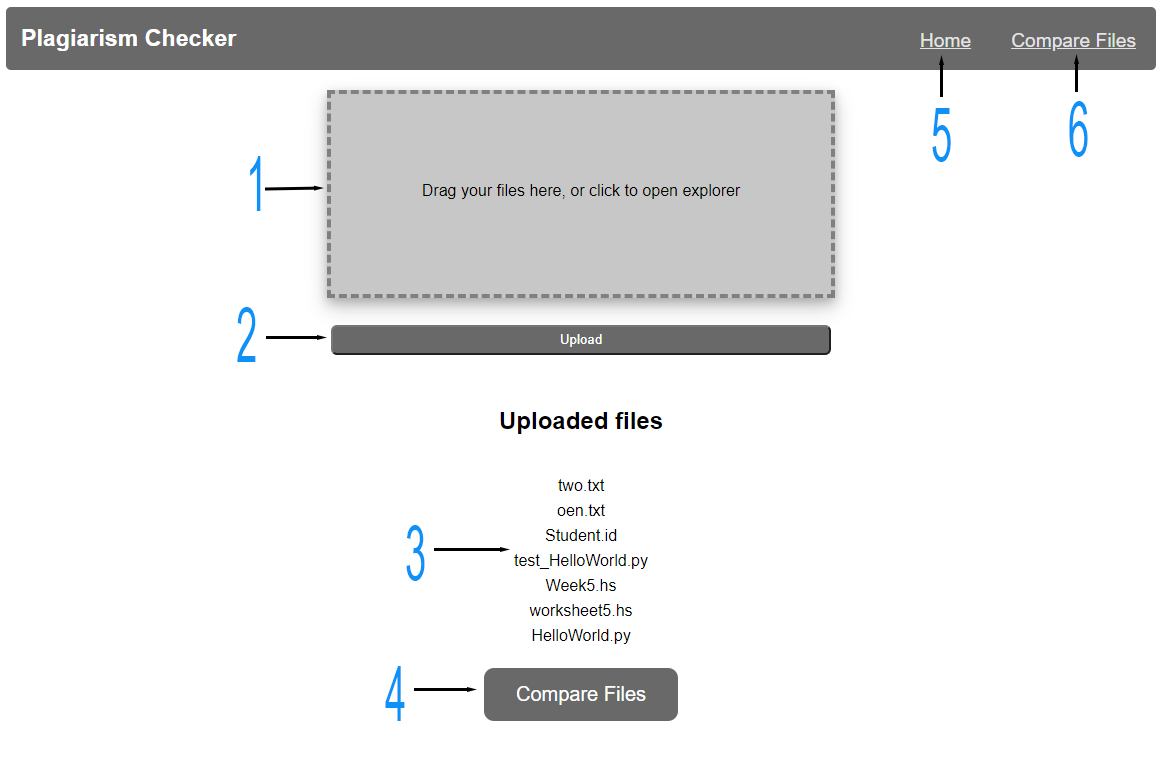 Plagiarism Checker Home Compare Files
5 6
1 Drag your files here, or click to open explorer
2 Upload
Uploaded files
two.txt
oen.txt
Student.id
3 test_HelloWorld.py
Week5.hs
worksheet5.hs
HelloWorld.py
4 Compare Files